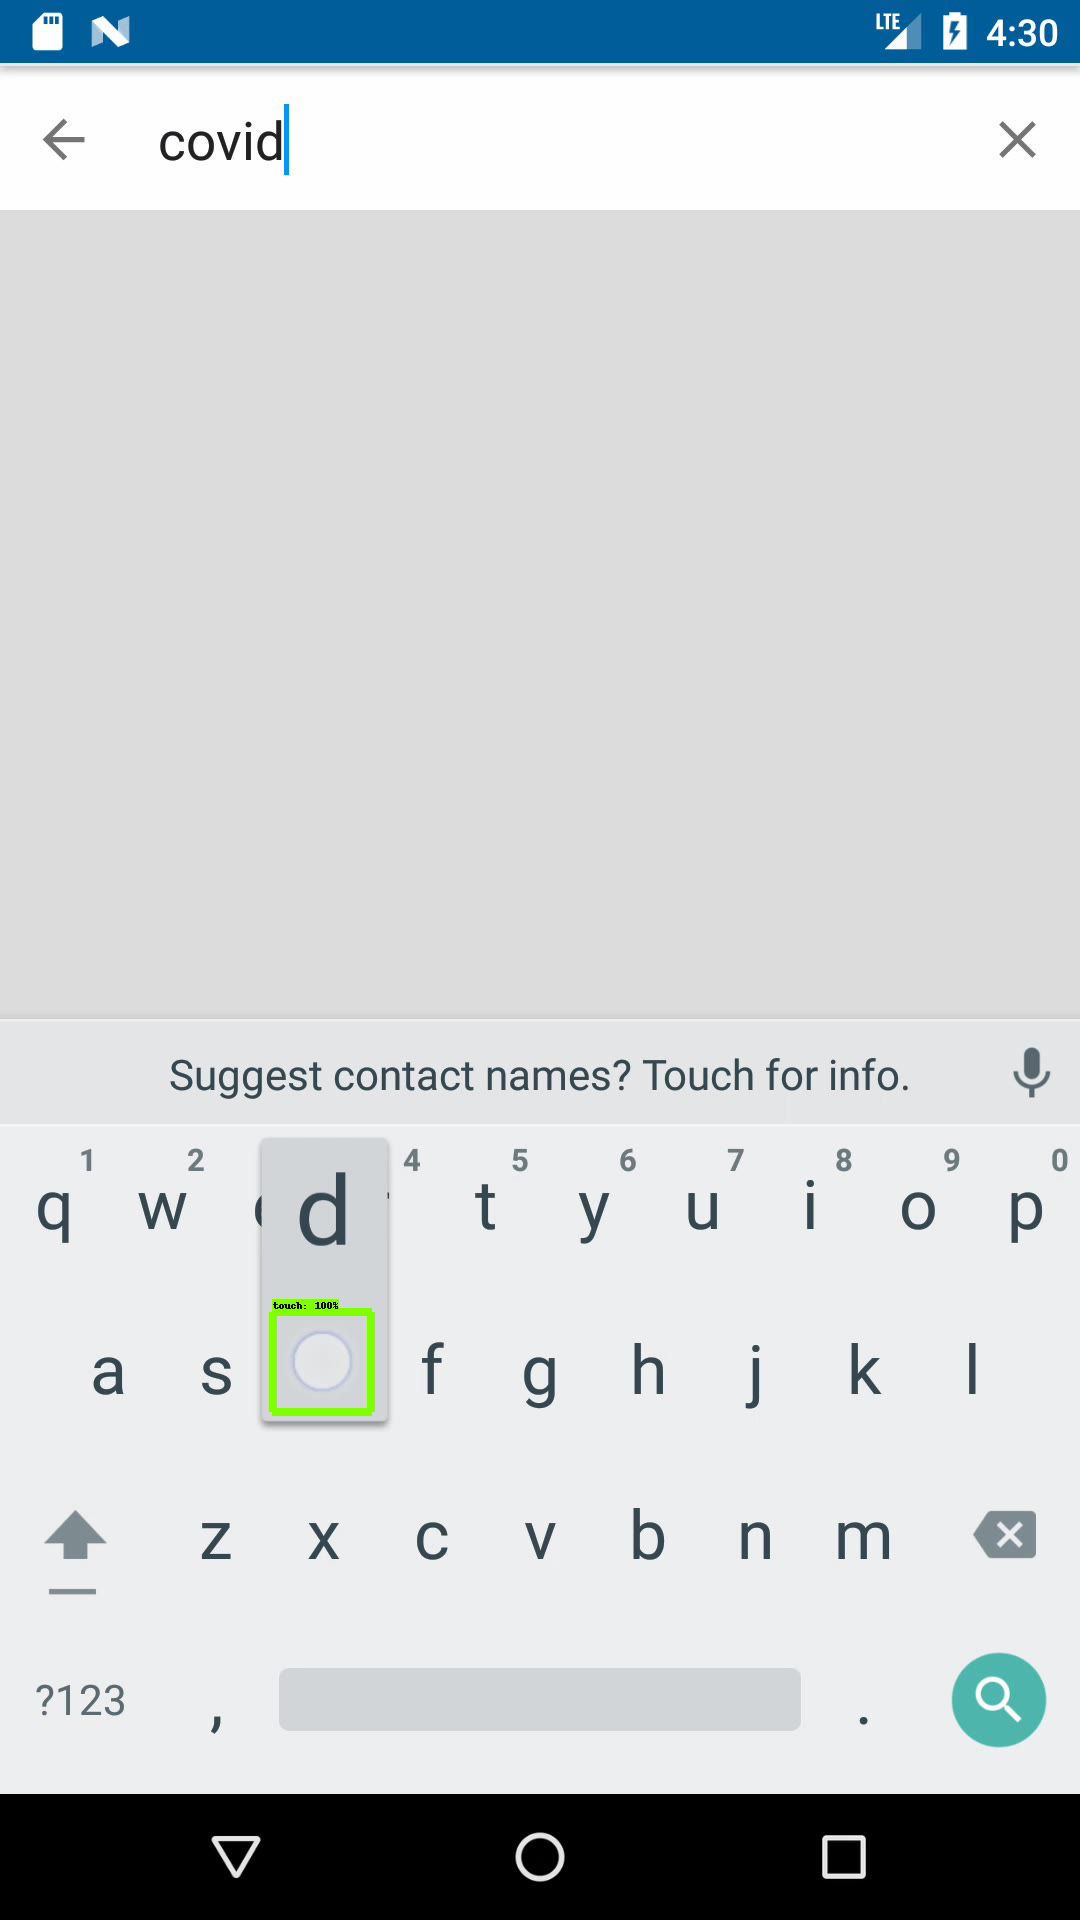 LTE 4:30
covid
Suggest contact names? Touch for info.
1 2 4 5 6 7 8 9 0
q w d t y u i o p
touch: 100%
a s f g h j k l
z x c v b n m
?123 , .